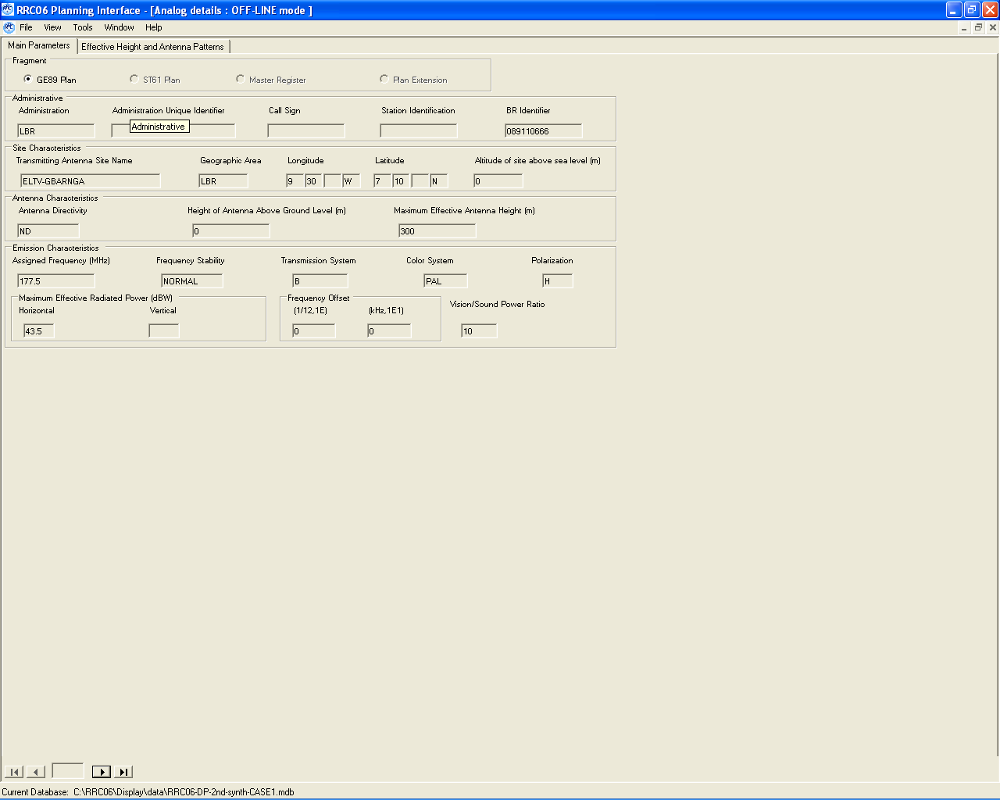 RRC06 Planning Interface - [Analog details : OFF-LINE mode ]
File View Tools Window Help
Main Parameters Effective Height and Antenna Patterns
Fragment
GE89 Plan ST61 Plan Master Register Plan Extension
Administrative
Administration Administration Unique Identifier Call Sign Station Identification BR Identifier
Administrative
LBR 089110666
Site Characteristics
Transmitting Antenna Site Name Geographic Area Longitude Latitude Altitude of site above sea level (m)
ELTV-GBARNGA LBR 9 30 W 7 10 N 0
Antenna Characteristics
Antenna Directivity Height of Antenna Above Ground Level (m) Maximum Effective Antenna Height (m)
ND 0 300
Emission Characteristics
Assigned Frequency (MHz) Frequency Stability Transmission System Color System Polarization
177.5 NORMAL B PAL H
Maximum Effective Radiated Power (dBW) Frequency Offset
Vision/Sound Power Ratio
Horizontal Vertical (1/12,1E) (kHz,1E1)
43.5 0 0 10
Current Database: C:\RRC06\Display\data\RRC06-DP-2nd-synth-CASE1.mdb